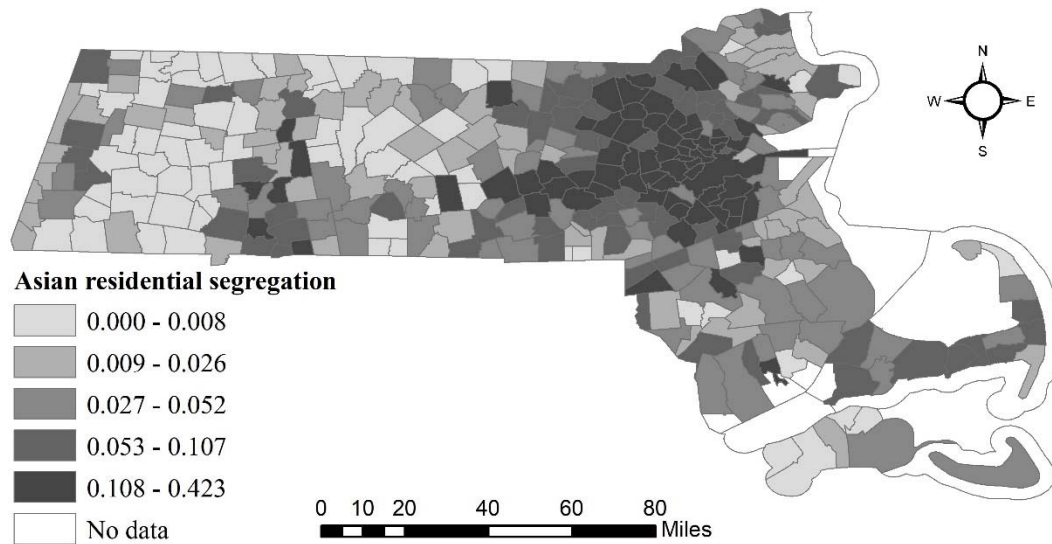 N
W E
S
Asian residential segregation
0.000 - 0.008
0.009 - 0.026
0.027 - 0.052
0.053 - 0.107
0.108 - 0.423
No data
0 10 20 40 60 80
Miles